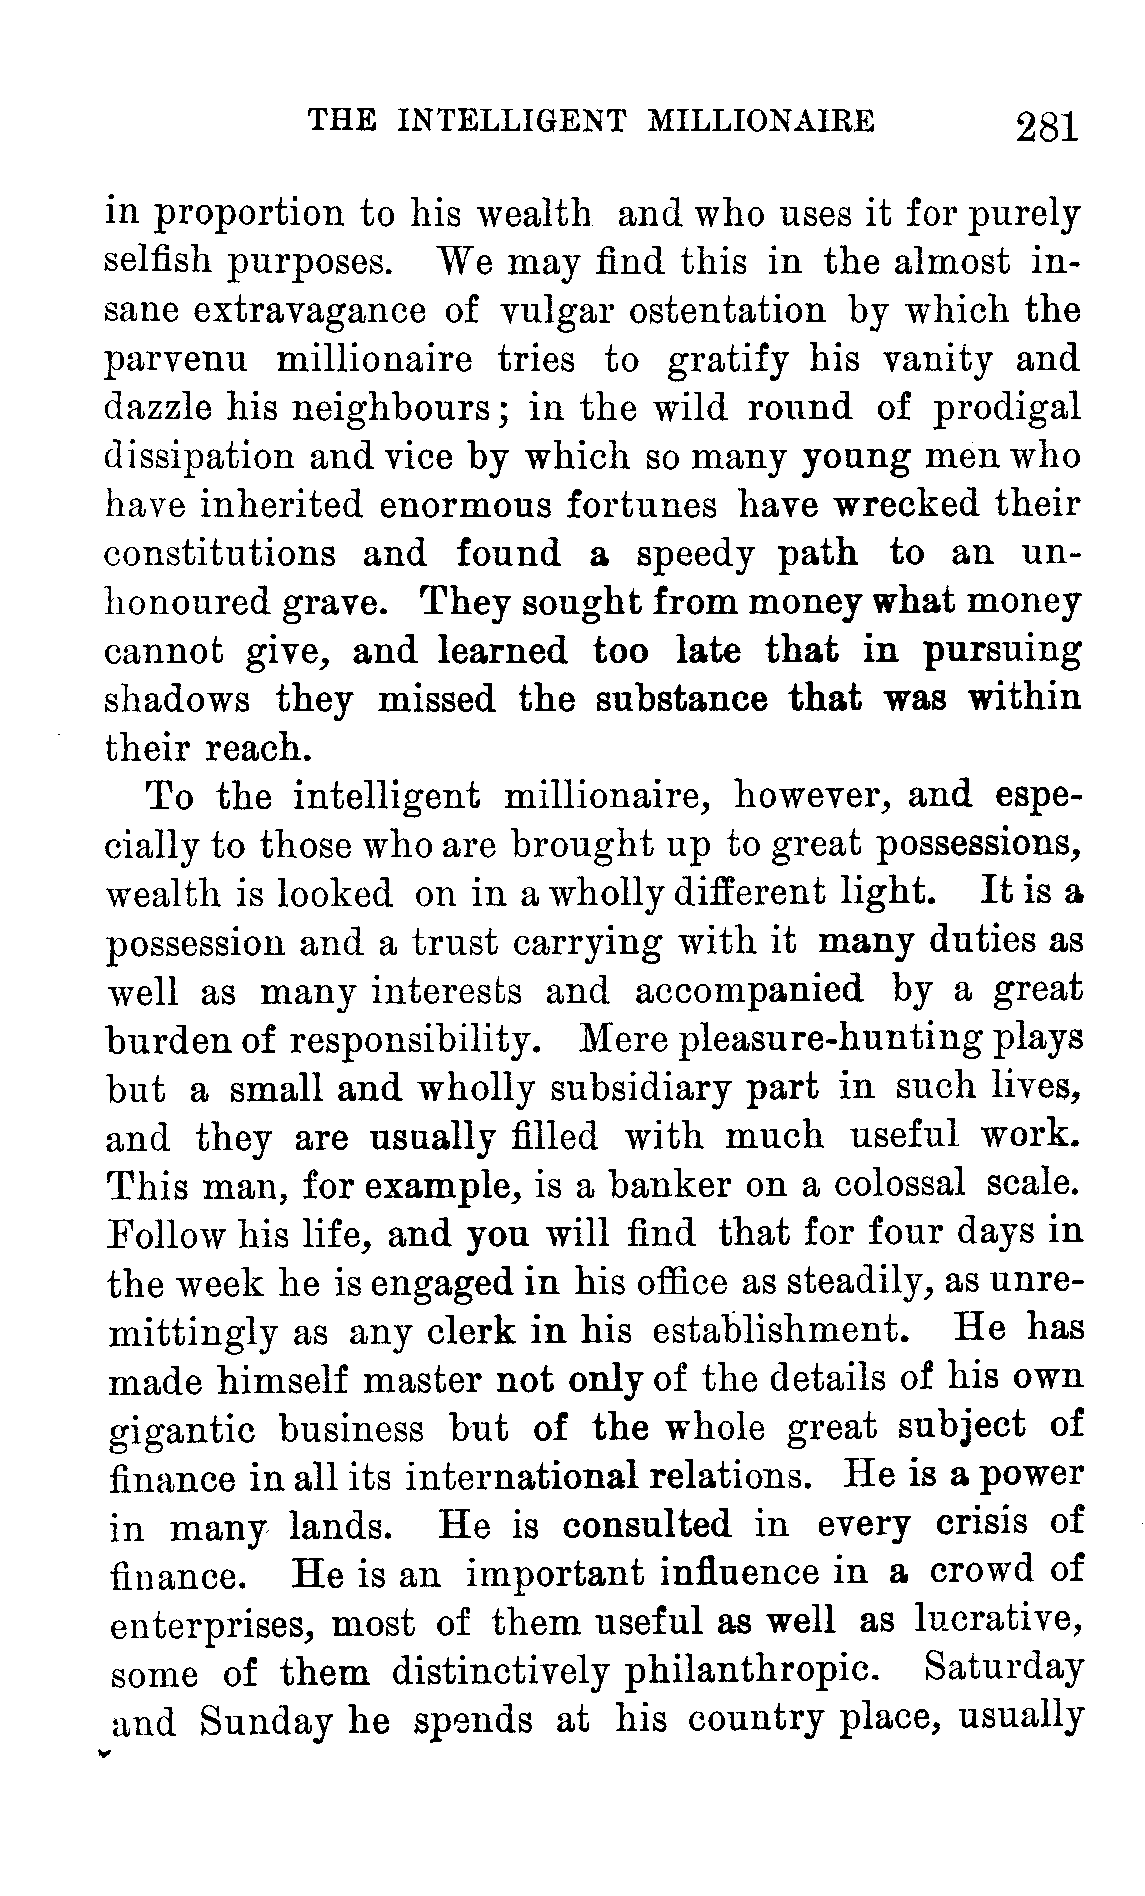 THE INTELLIGENT MILLIONAIRE 281
in proportion to his wealth and who uses it for purely
selfish purposes. We may find this in the almost in-
sane extravagance of vulgar ostentation by which the
parvenu millionaire tries to gratify his vanity and
dazzle his neighbours; in the wild round of prodigal
dissipation and vice by which so many young men who
have inherited enormous fortunes have wrecked their
constitutions and found a speedy path to an un-
honoured grave. They sought from money what money
cannot give, and learned too late that in pursuing
shadows they missed the substance that was within
their reach.
To the intelligent millionaire, however, and espe-
cially to those who are brought up to great possessions,
wealth is looked on in a wholly different light. It is a
possession and a trust carrying with it many duties as
well as many interests and accompanied by a great
burden of responsibility. Mere pleasure-hunting plays
but a small and wholly subsidiary part in such lives,
and they are usually filled with much useful work.
This man, for example, is a banker on a colossal scale.
Follow his life, and you will find that for four days in
the week he is engaged in his office as steadily, as unre-
mittingly as any clerk in his establishment. He has
made himself master not only of the details of his own
gigantic business but of the whole great subject of
finance in all its international relations. He is a power
in many lands. He is consulted in every crisis of
finance. He is an important influence in a crowd of
enterprises, most of them useful as well as lucrative,
some of them distinctively philanthropic. Saturday
and Sunday he spends at his country place, usually